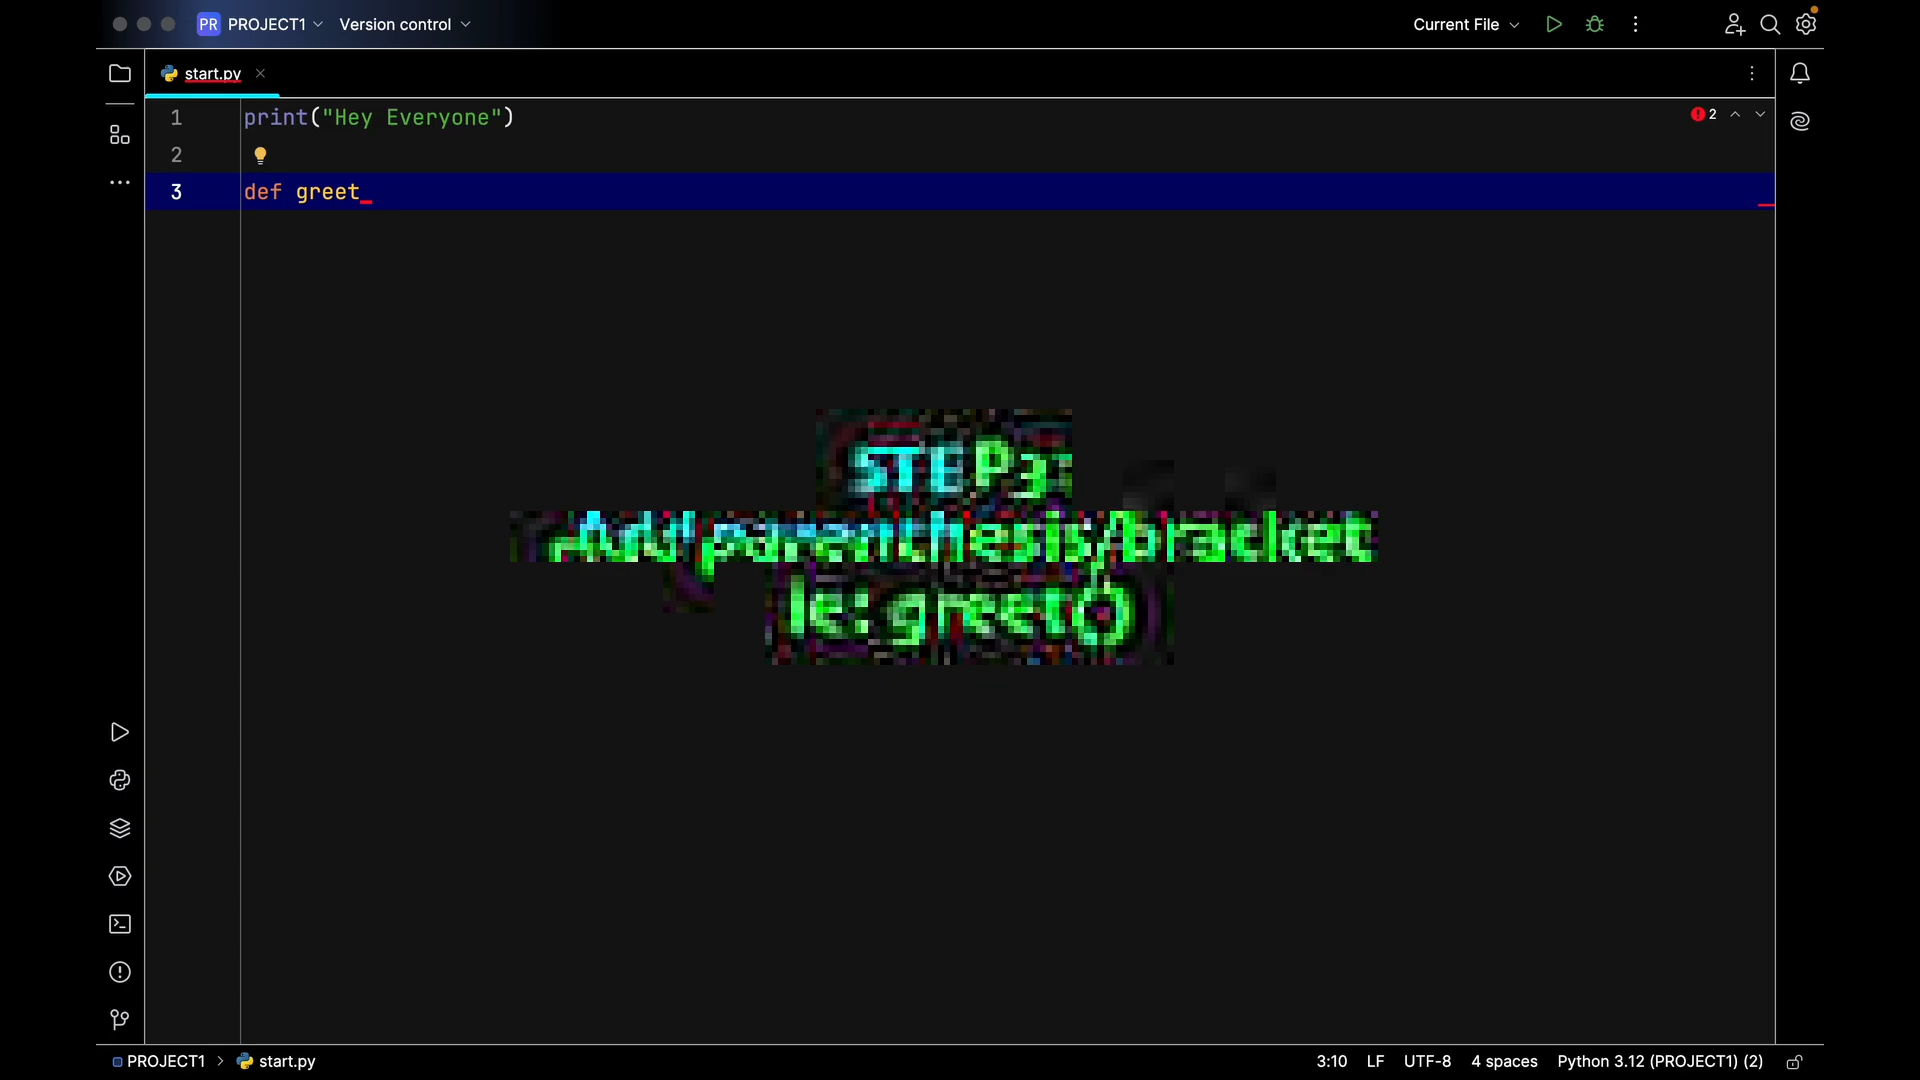 PR PROJECT1 Version control Current File
start.py
1 print("Hey Everyone") 2
2
3 def greet
STEP3
Add parenthesis/bracket
Ie: greet()
PROJECT1 > start.py 3:10 LF UTF-8 4 spaces Python 3.12 (PROJECT1) (2)